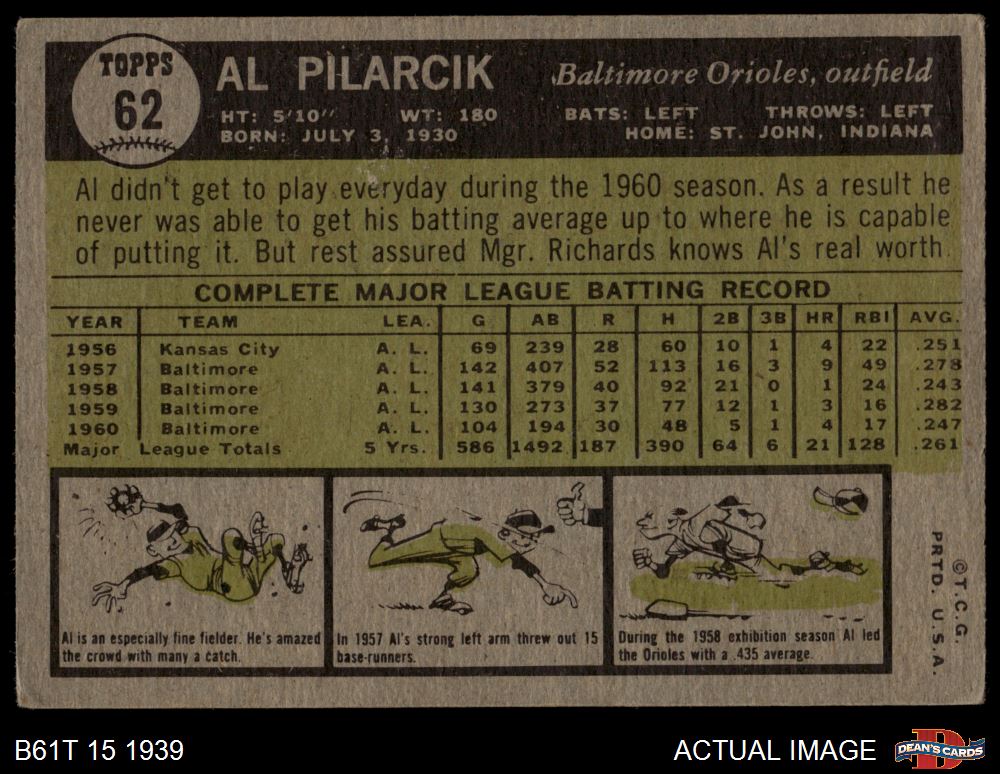 TOPPS
62
AL PILARCIK
Baltimore Orioles, outfield
HT: 5'10" WT: 180 BATS: LEFT THROWS: LEFT
BORN: JULY 3, 1930 HOME: ST. JOHN, INDIANA
Al didn't get to play everyday during the 1960 season. As a result he
never was able to get his batting average up to where he is capable
of putting it. But rest assured Mgr. Richards knows Al's real worth.
COMPLETE MAJOR LEAGUE BATTING RECORD
YEAR TEAM LEA. G AB R H 2B 3B HR RBI AVG.
1956 Kansas City A. L. 69 239 28 60 10 1 4 22 .251
1957 Baltimore A. L. 142 407 52 113 16 3 9 49 .278
1958 Baltimore A. L. 141 379 40 92 21 0 1 24 .243
1959 Baltimore A. L. 130 273 37 77 12 1 3 16 .282
1960 Baltimore A. L. 104 194 30 48 5 1 4 17 .247
Major League Totals 5 Yrs. 586 1492 187 390 64 6 21 128 .261
Al is an especially fine fielder. He's amazed
the crowd with many a catch.
In 1957 Al's strong left arm threw out 15
base-runners.
During the 1958 exhibition season Al led
the Orioles with a .435 average.
©T.C.G.
PRTD. U.S.A.
B61T 15 1939
ACTUAL IMAGE
DEAN'S CARDS